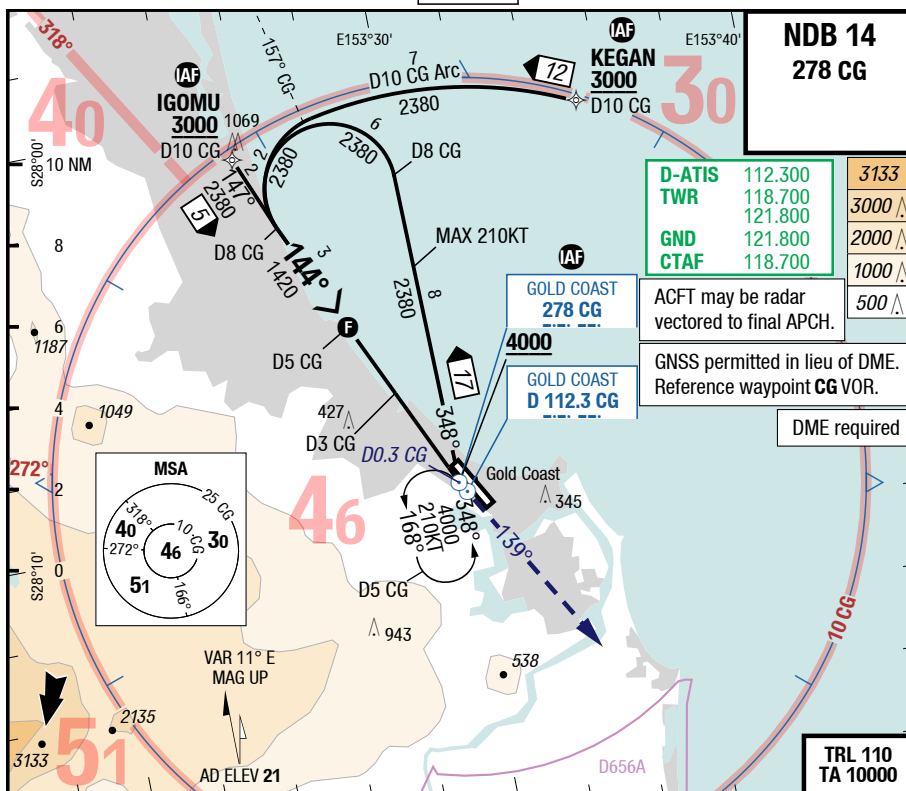 NDB 14
278 CG
318°
IAF
IGOMU
3000
D10 CG
1069
157° CG
E153°30'
7
D10 CG Arc
2380
12
IAF
KEGAN
3000
D10 CG
E153°40'
40
30
S28°00'
10 NM
2
2
147°
2380
5
2380
6
2380
D8 CG
D8 CG
144°
3
1420
MAX 210KT
8
2380
D-ATIS 112.300
TWR 118.700
121.800
GND 121.800
CTAF 118.700
3133
3000
2000
1000
500
ACFT may be radar
vectored to final APCH.
GNSS permitted in lieu of DME.
Reference waypoint CG VOR.
DME required
IAF
GOLD COAST
278 CG
4000
GOLD COAST
D 112.3 CG
8
6
4
2
0
1187
1049
F
D5 CG
17
348°
427
D3 CG
D0.3 CG
Gold Coast
345
272°
MSA
25 CG
318°
10 CG
40
30
272°
46
51
166°
46
4000
210KT
168°
348°
D5 CG
139°
S28°10'
943
538
10 CG
VAR 11° E
MAG UP
2135
3133
51
AD ELEV 21
D656A
TRL 110
TA 10000